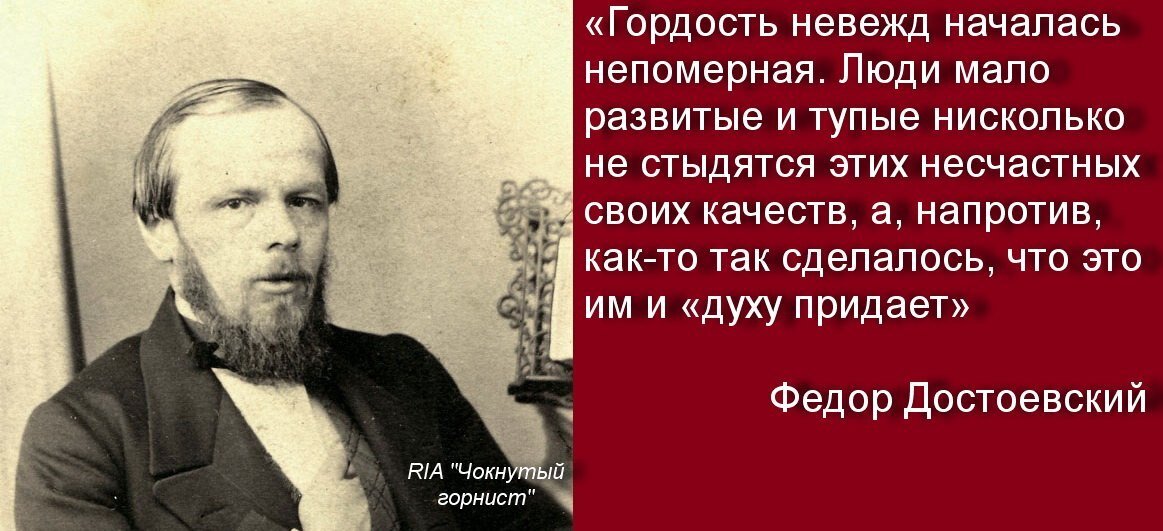 «Гордость невежд началась
непомерная. Люди мало
развитые и тупые нисколько
не стыдятся этих несчастных
своих качеств, а, напротив,
как-то так сделалось, что это
им и «духу придает»
Федор Достоевский
RIA "Чокнутый
горнист"